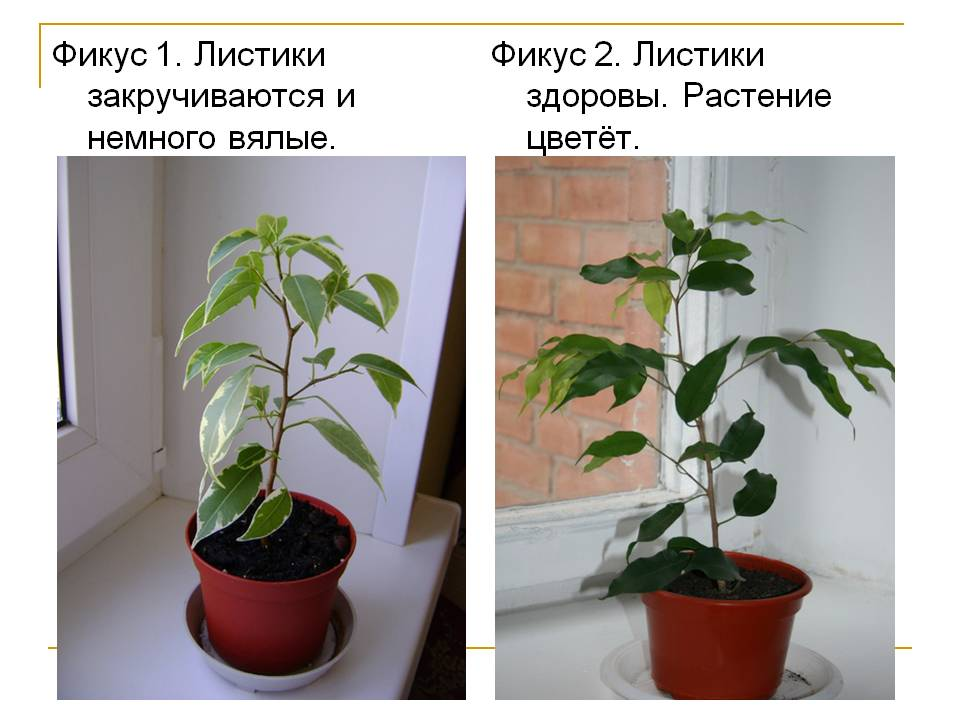 Фикус 1. Листики
закручиваются и
немного вялые.
Фикус 2. Листики
здоровы. Растение
цветёт.